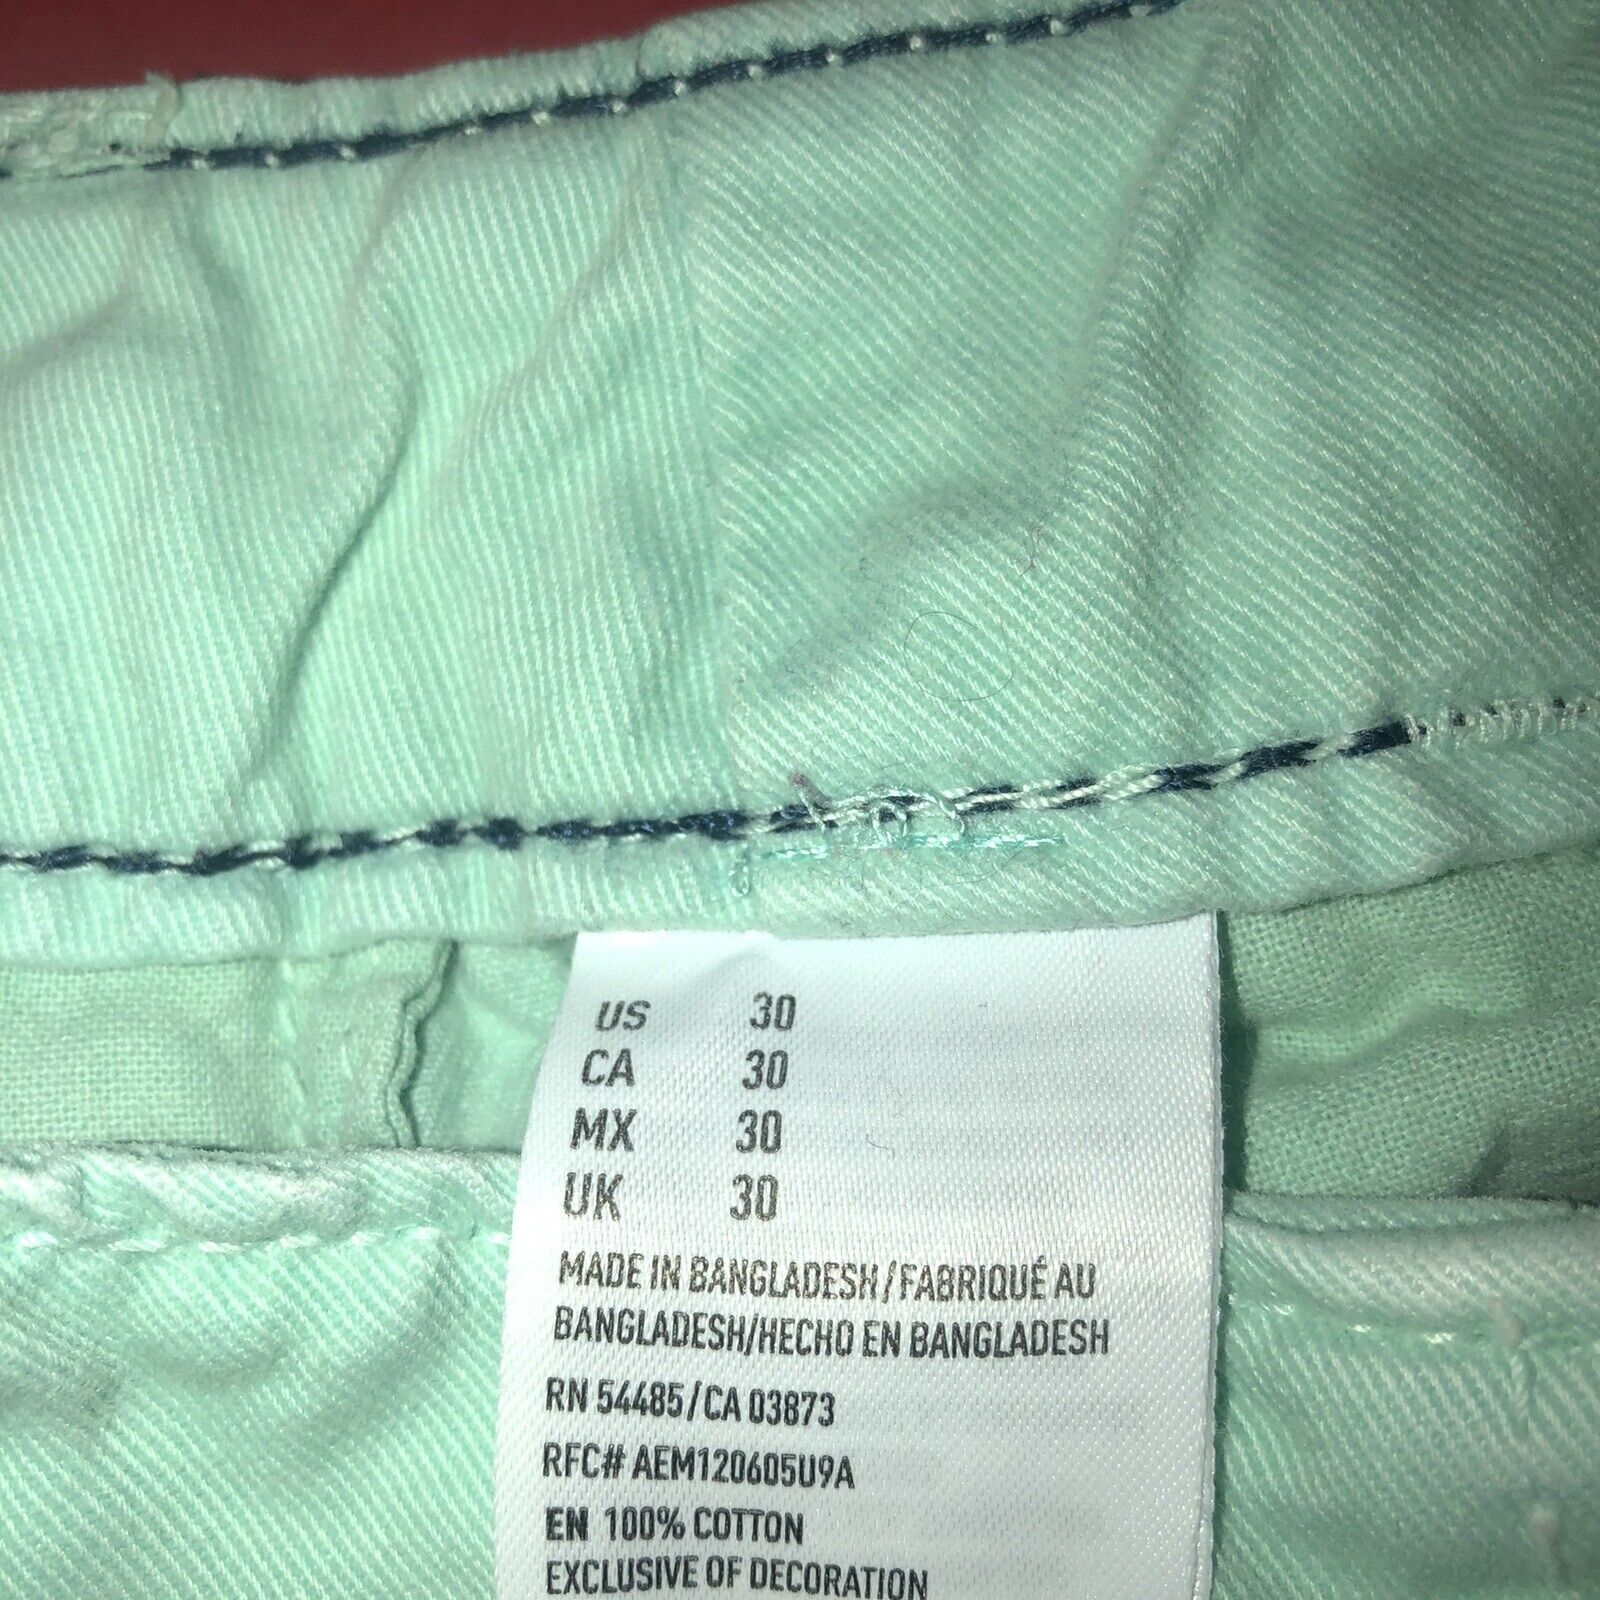 US 30
CA 30
MX 30
UK 30
MADE IN BANGLADESH/FABRIQUÉ AU
BANGLADESH/HECHO EN BANGLADESH
RN 54485/CA 03873
RFC# AEM120605U9A
EN 100% COTTON
EXCLUSIVE OF DECORATION